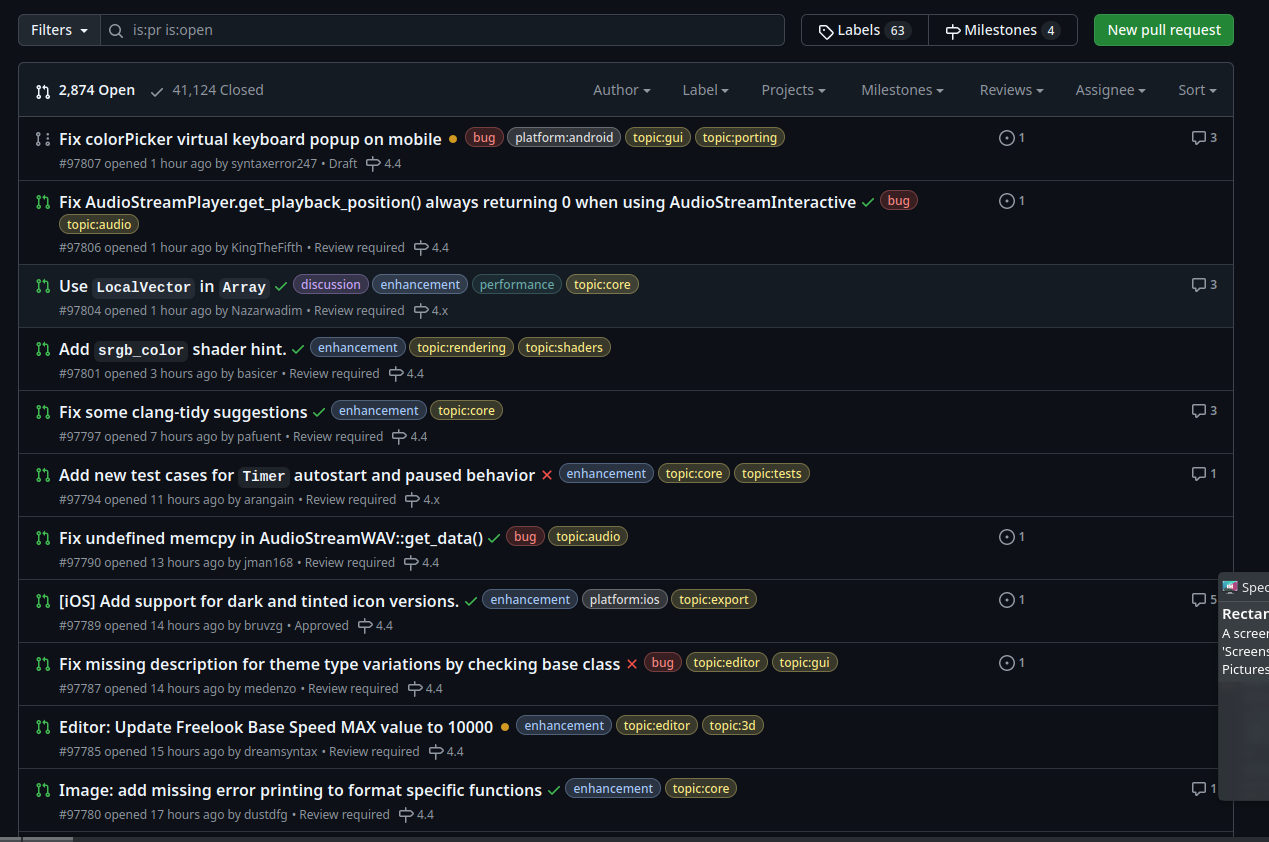 Filters is:pr is:open Labels 63 Milestones 4 New pull request
2,874 Open 41,124 Closed Author Label Projects Milestones Reviews Assignee Sort
Fix colorPicker virtual keyboard popup on mobile bug platform:android topic:gui topic:porting 1 3
#97807 opened 1 hour ago by syntaxerror247 • Draft 4.4
Fix AudioStreamPlayer.get_playback_position() always returning 0 when using AudioStreamInteractive bug 1
topic:audio
#97806 opened 1 hour ago by KingTheFifth • Review required 4.4
Use LocalVector in Array discussion enhancement performance topic:core 3
#97804 opened 1 hour ago by Nazarwadim • Review required 4.x
Add srgb_color shader hint. enhancement topic:rendering topic:shaders
#97801 opened 3 hours ago by basicer • Review required 4.4
Fix some clang-tidy suggestions enhancement topic:core 3
#97797 opened 7 hours ago by pafuent • Review required 4.4
Add new test cases for Timer autostart and paused behavior enhancement topic:core topic:tests 1
#97794 opened 11 hours ago by arangain • Review required 4.x
Fix undefined memcpy in AudioStreamWAV::get_data() bug topic:audio 1
#97790 opened 13 hours ago by jman168 • Review required 4.4
[iOS] Add support for dark and tinted icon versions. enhancement platform:ios topic:export 1 5
#97789 opened 14 hours ago by bruvzg • Approved 4.4
Fix missing description for theme type variations by checking base class bug topic:editor topic:gui 1
#97787 opened 14 hours ago by medenzo • Review required 4.4
Editor: Update Freelook Base Speed MAX value to 10000 enhancement topic:editor topic:3d
#97785 opened 15 hours ago by dreamsyntax • Review required 4.4
Image: add missing error printing to format specific functions enhancement topic:core 1
#97780 opened 17 hours ago by dustdfg • Review required 4.4
Spec
Rectan
A screen
'Screens
Pictures